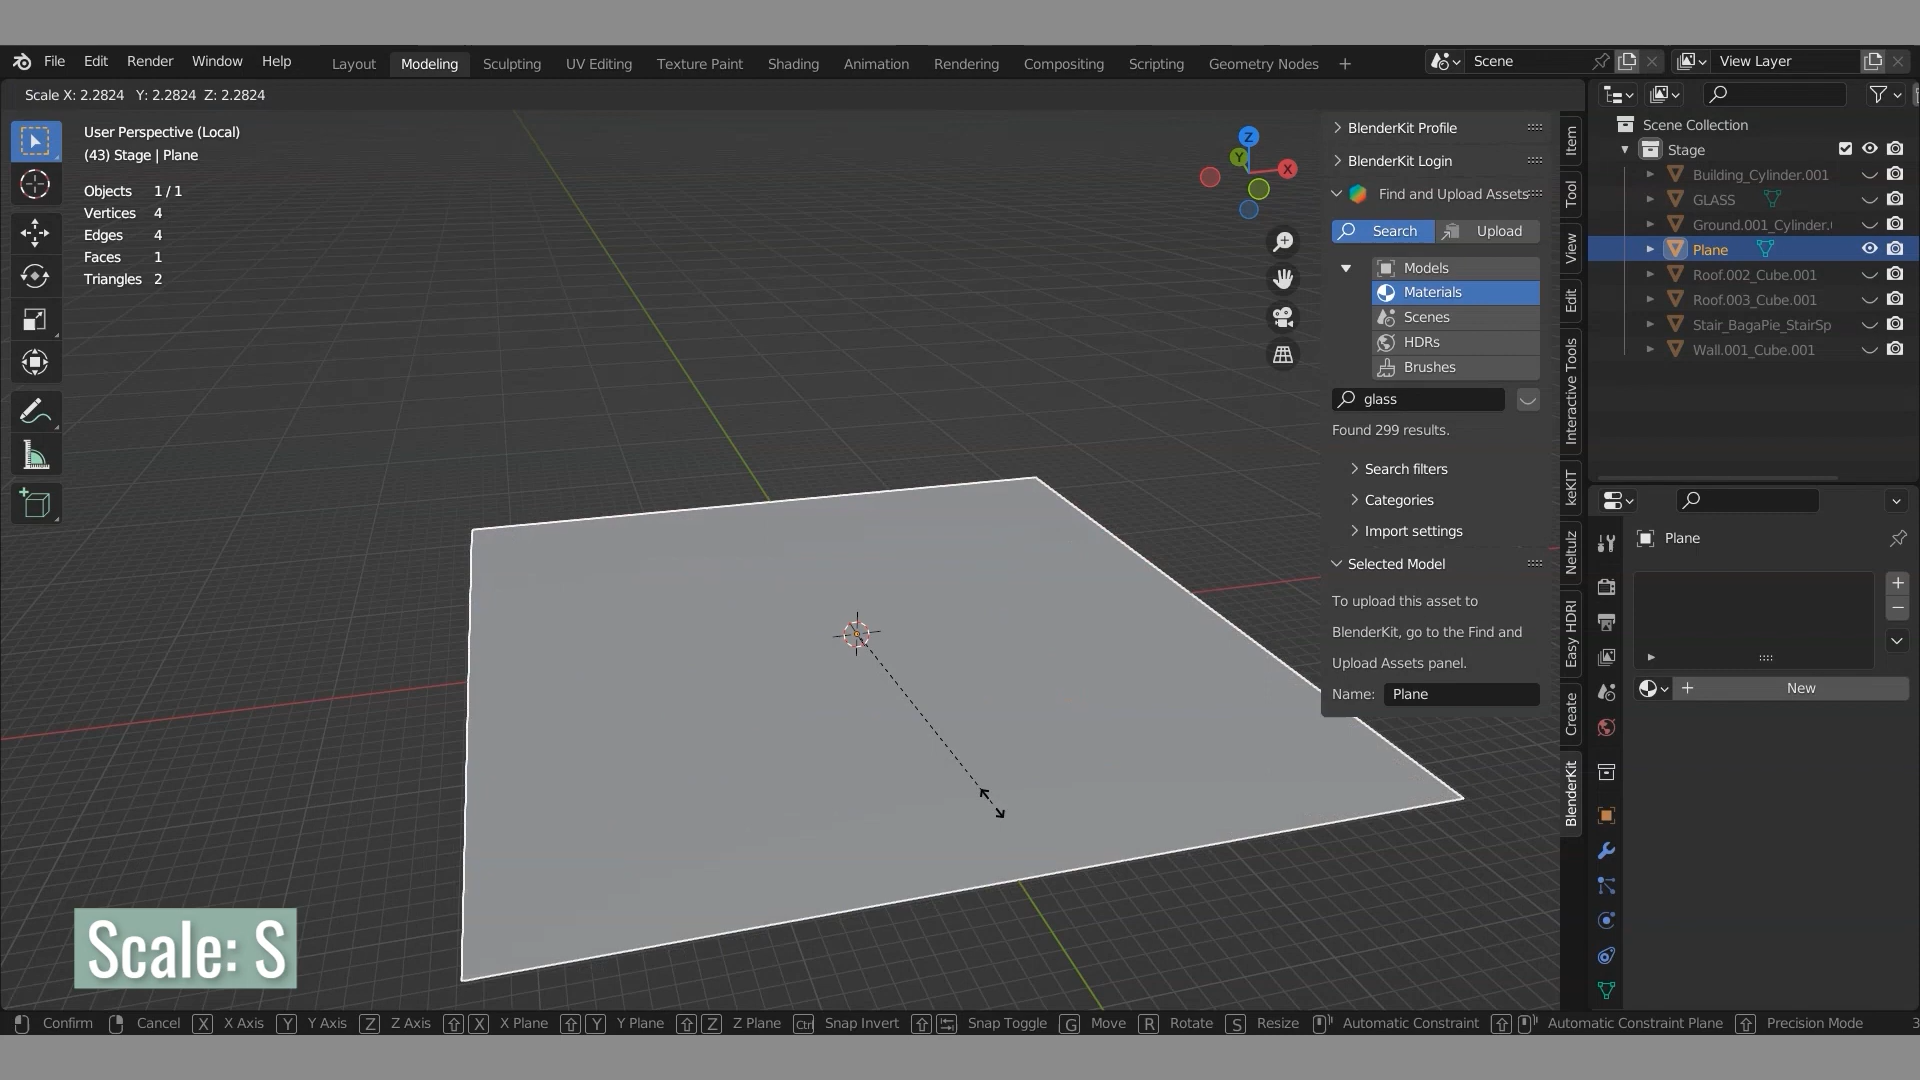 File Edit Render Window Help Layout Modeling Sculpting UV Editing Texture Paint Shading Animation Rendering Compositing Scripting Geometry Nodes + Scene View Layer
Scale X: 2.2824 Y: 2.2824 Z: 2.2824
User Perspective (Local)
(43) Stage | Plane
Objects 1 / 1
Vertices 4
Edges 4
Faces 1
Triangles 2
Z
Y
X
BlenderKit Profile
BlenderKit Login
Find and Upload Assets
Search Upload
Models
Materials
Scenes
HDRs
Brushes
glass
Found 299 results.
Search filters
Categories
Import settings
Selected Model
To upload this asset to
BlenderKit, go to the Find and
Upload Assets panel.
Name: Plane
Item
Tool
View
Edit
Interactive Tools
keKIT
Neltulz
Easy HDRI
Create
BlenderKit
Scene Collection
Stage
Building_Cylinder.001
GLASS
Ground.001_Cylinder.
Plane
Roof.002_Cube.001
Roof.003_Cube.001
Stair_BagaPie_StairSp
Wall.001_Cube.001
Plane
New
Scale: S
Confirm Cancel X X Axis Y Y Axis Z Z Axis X X Plane Y Y Plane Z Z Plane Ctrl Snap Invert Snap Toggle G Move R Rotate S Resize Automatic Constraint Automatic Constraint Plane Precision Mode 3